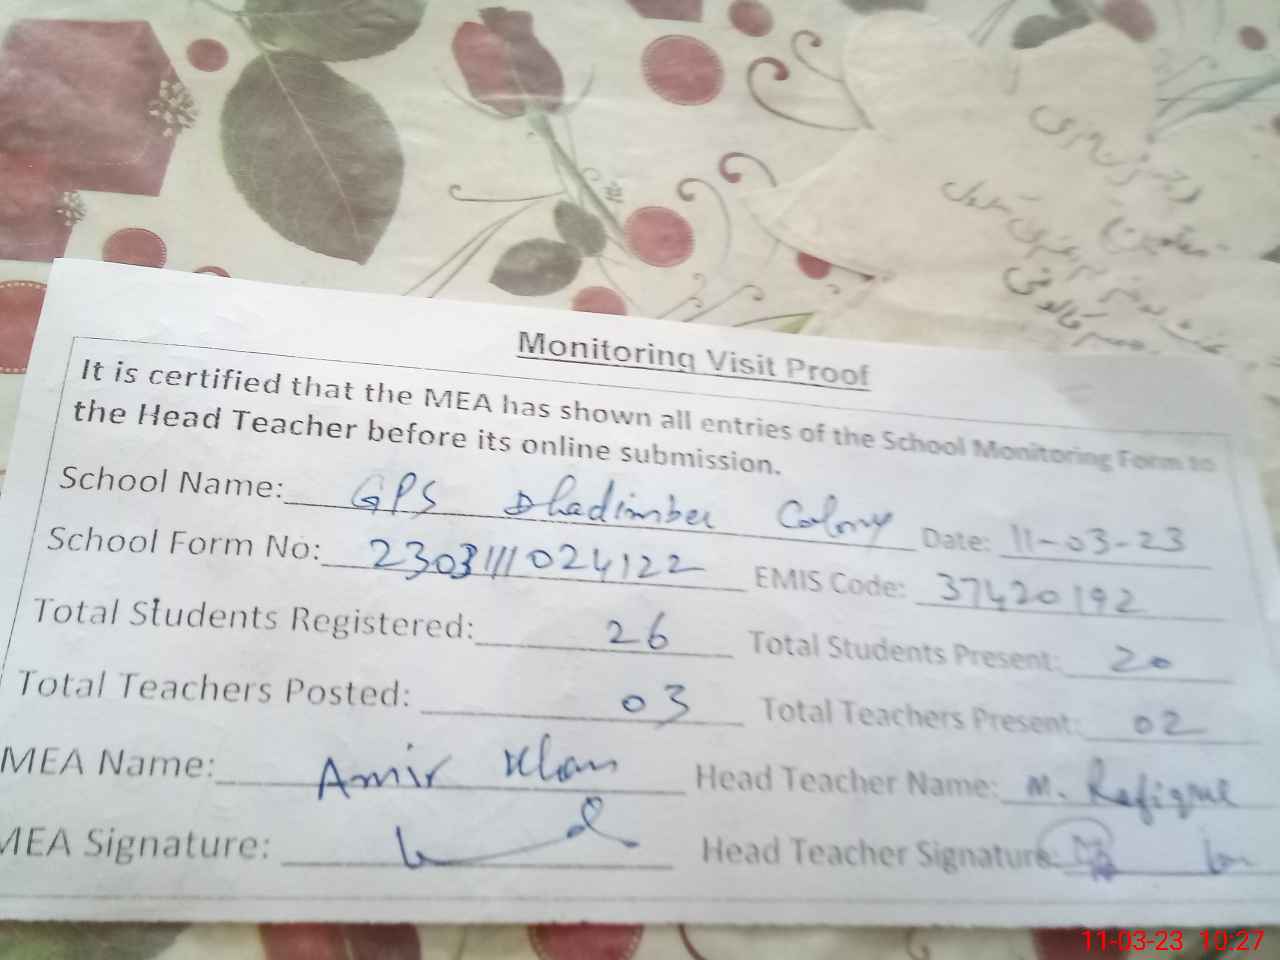 Monitoring Visit Proof
It is certified that the MEA has shown all entries of the School Monitoring Form to
the Head Teacher before its online submission.
School Name: GPS Dhadimber Colony Date: 11-03-23
School Form No: 2303111024122 EMIS Code: 37420192
Total Students Registered: 26 Total Students Present: 20
Total Teachers Posted: 03 Total Teachers Present: 02
MEA Name: Amir Khan Head Teacher Name: M. Rafique
MEA Signature: Head Teacher Signature:
11-03-23 10:27